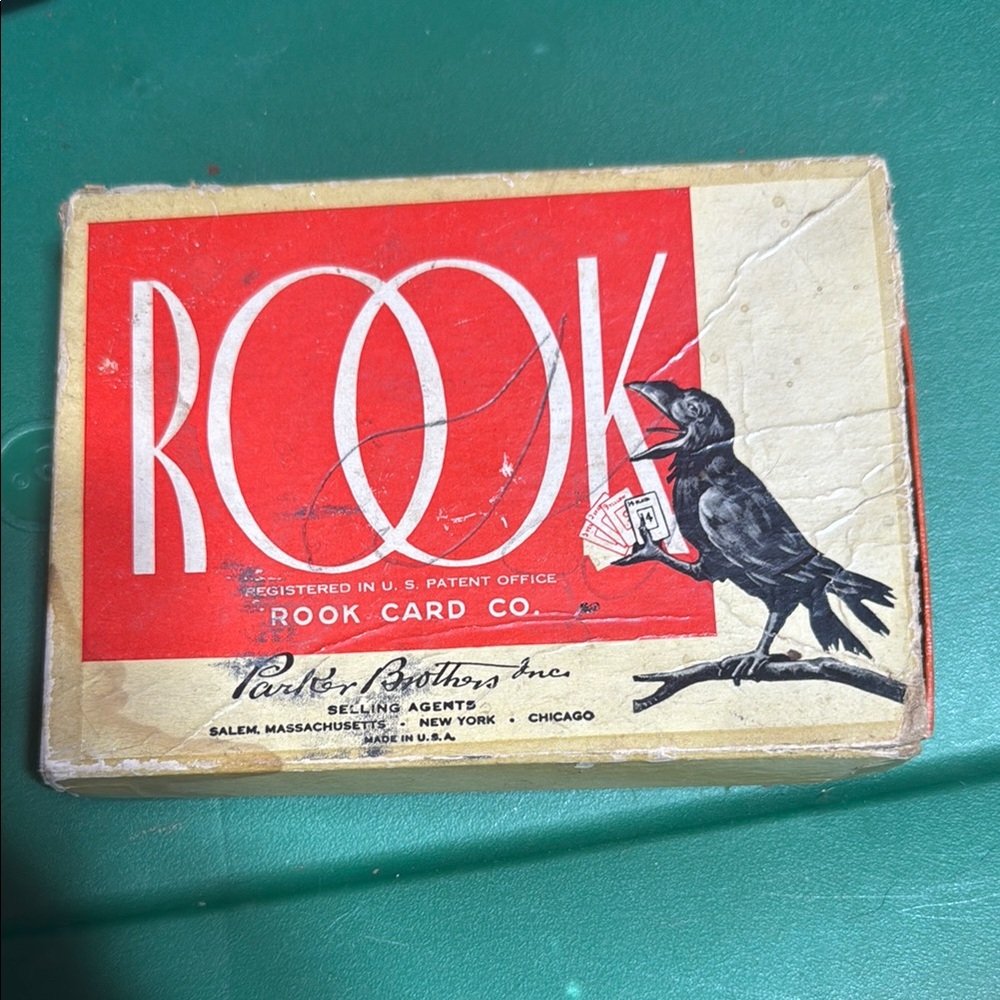 ROOK
REGISTERED IN U. S. PATENT OFFICE
ROOK CARD CO.
Parker Brothers Inc.
SELLING AGENTS
SALEM, MASSACHUSETTS • NEW YORK • CHICAGO
MADE IN U.S.A.
14